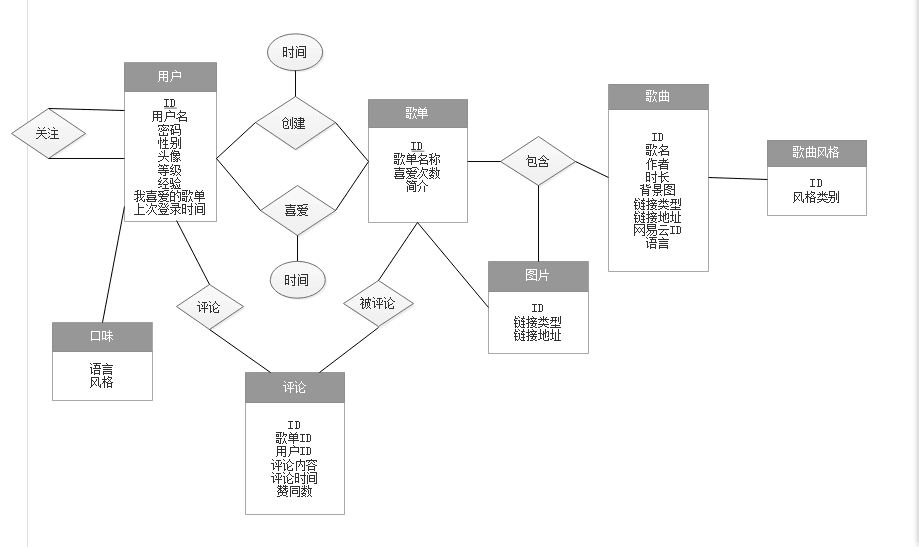 时间
用户
ID
用户名
密码
性别
头像
等级
经验
我喜爱的歌单
上次登录时间
关注
创建
喜爱
时间
歌单
ID
歌单名称
喜爱次数
简介
包含
歌曲
ID
歌名
作者
时长
背景图
链接类型
链接地址
网易云ID
语言
歌曲风格
ID
风格类别
图片
ID
链接类型
链接地址
评论
被评论
口味
语言
风格
评论
ID
歌单ID
用户ID
评论内容
评论时间
赞同数